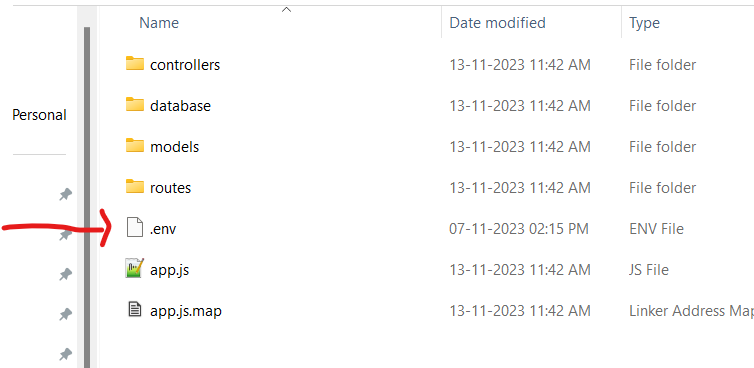 Name Date modified Type
controllers 13-11-2023 11:42 AM File folder
database 13-11-2023 11:42 AM File folder
Personal
models 13-11-2023 11:42 AM File folder
routes 13-11-2023 11:42 AM File folder
.env 07-11-2023 02:15 PM ENV File
app.js 13-11-2023 11:42 AM JS File
app.js.map 13-11-2023 11:42 AM Linker Address Map